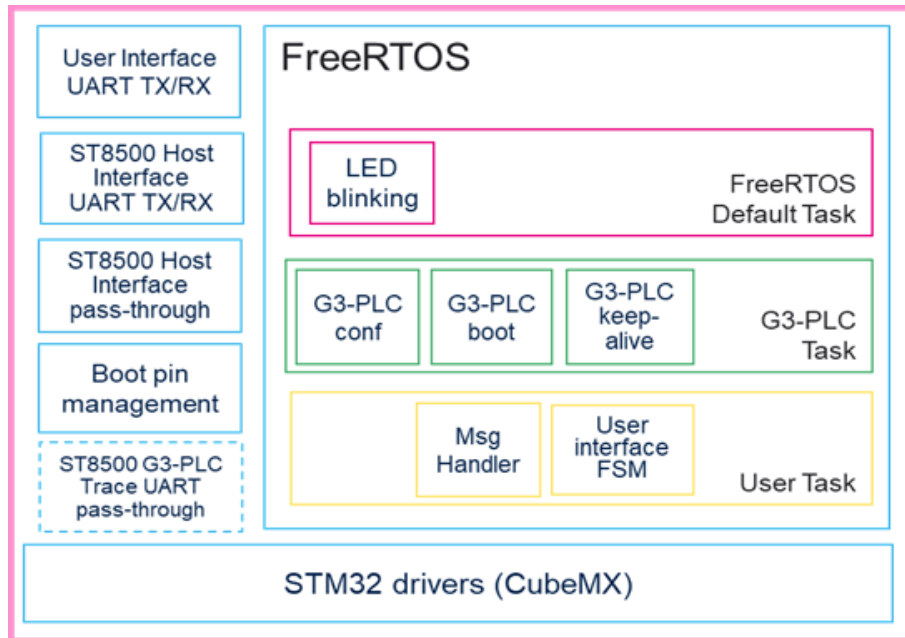 User Interface
UART TX/RX
ST8500 Host
Interface
UART TX/RX
ST8500 Host
Interface
pass-through
Boot pin
management
ST8500 G3-PLC
Trace UART
pass-through
FreeRTOS
LED
blinking
FreeRTOS
Default Task
G3-PLC
conf
G3-PLC
boot
G3-PLC
keep-
alive
G3-PLC
Task
Msg
Handler
User
interface
FSM
User Task
STM32 drivers (CubeMX)